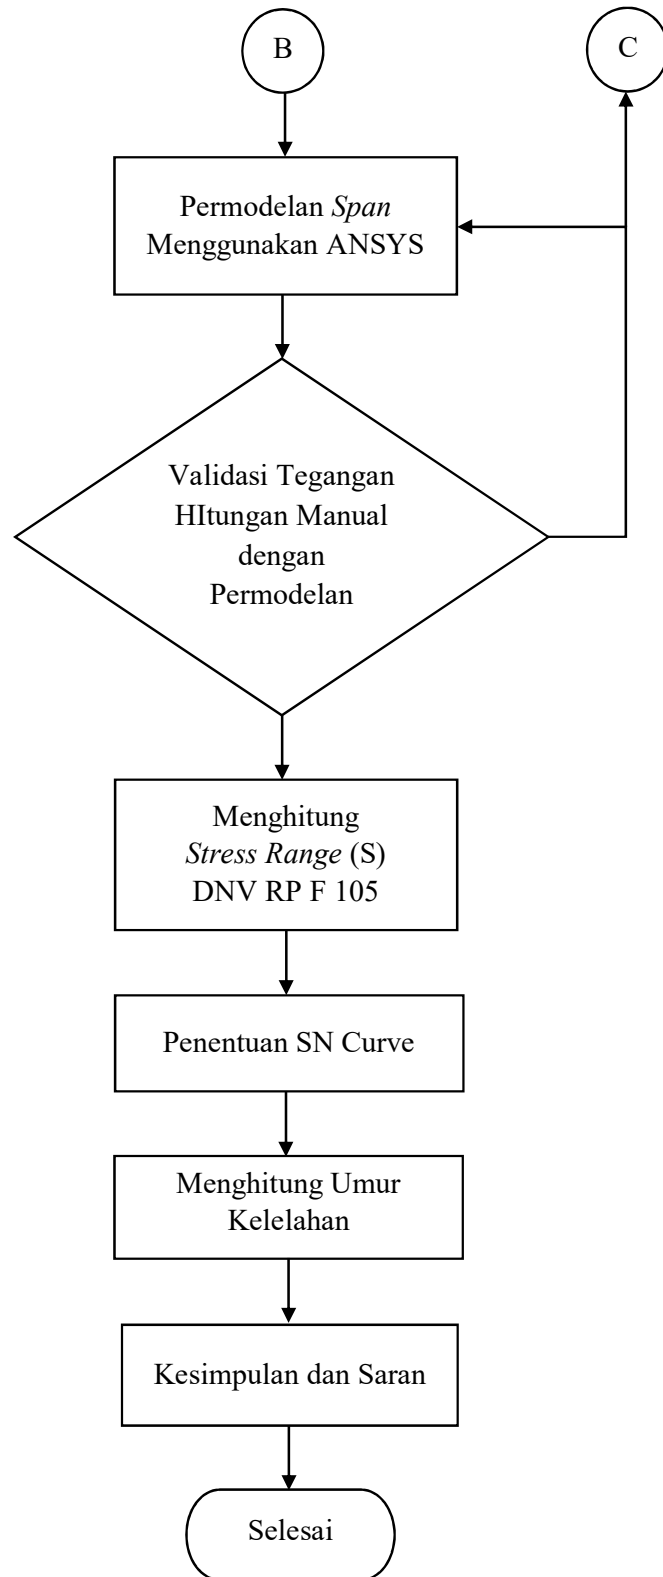 B
C
Permodelan Span
Menggunakan ANSYS
Validasi Tegangan
HItungan Manual
dengan
Permodelan
Menghitung
Stress Range (S)
DNV RP F 105
Penentuan SN Curve
Menghitung Umur
Kelelahan
Kesimpulan dan Saran
Selesai